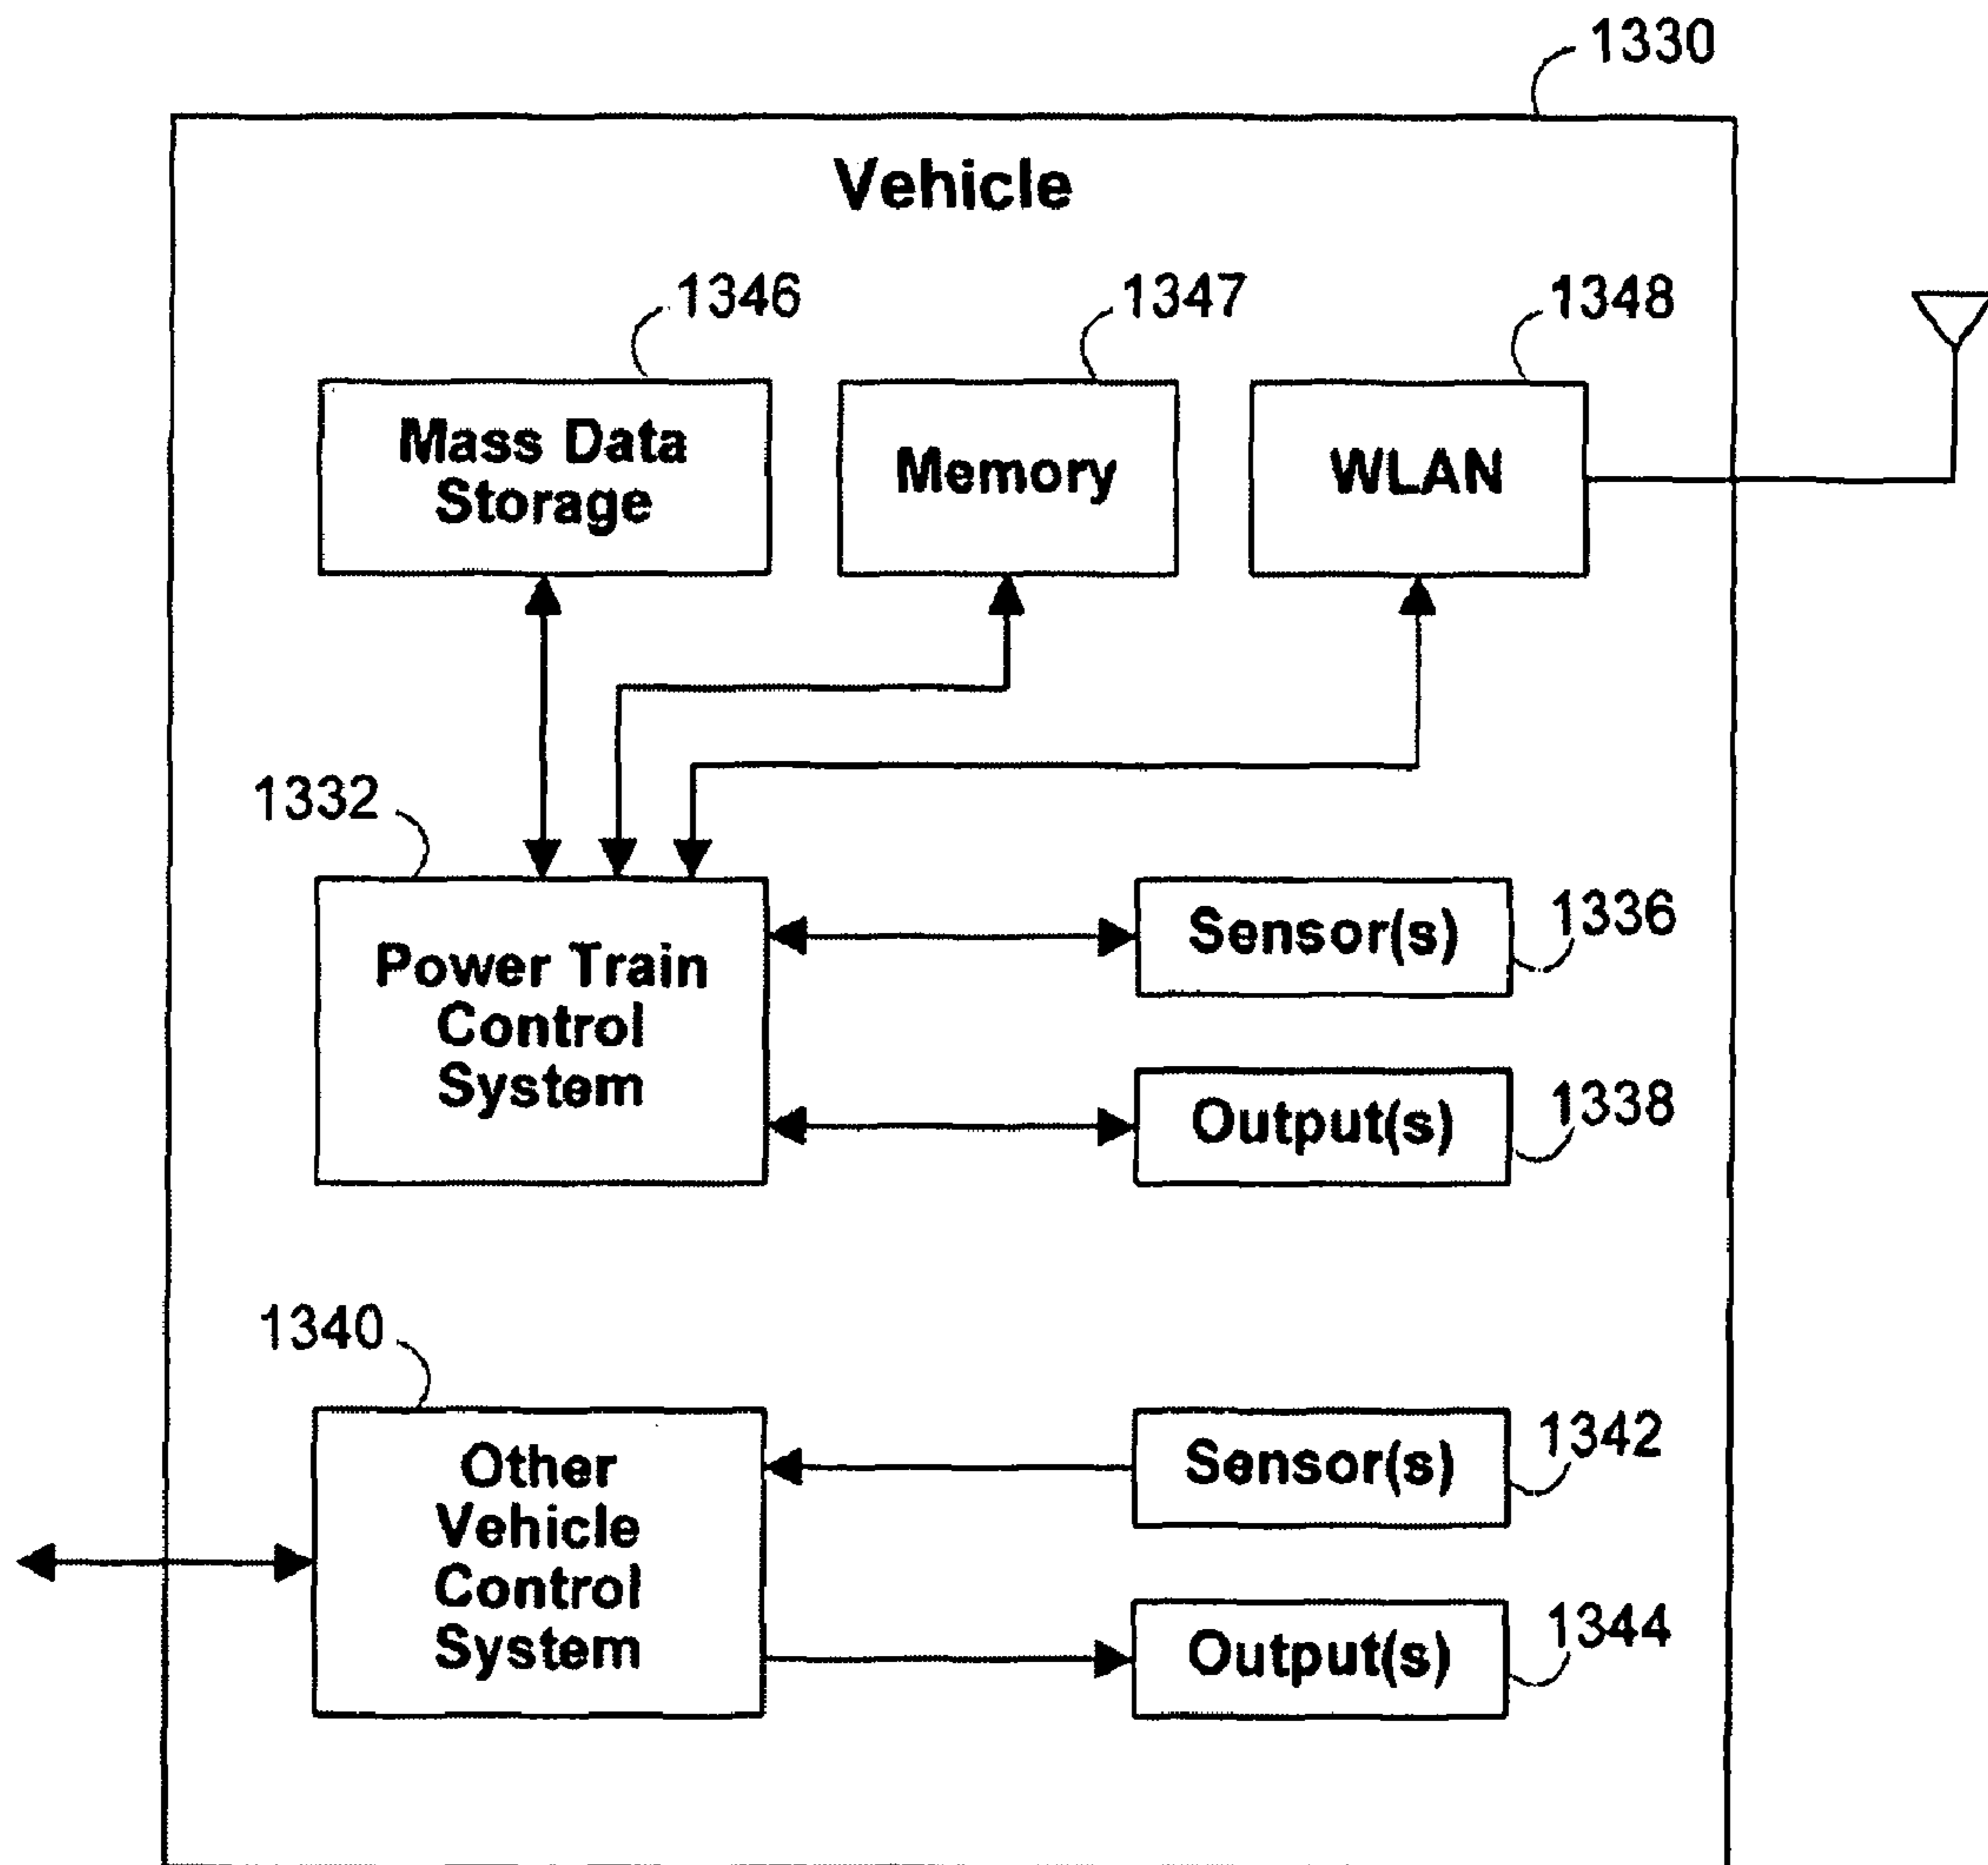 1330
Vehicle
1346
1347
1348
Mass Data
Storage
Memory
WLAN
1332
Power Train
Control
System
Sensor(s)
1336
Output(s)
1338
1340
Other
Vehicle
Control
System
Sensor(s)
1342
Output(s)
1344